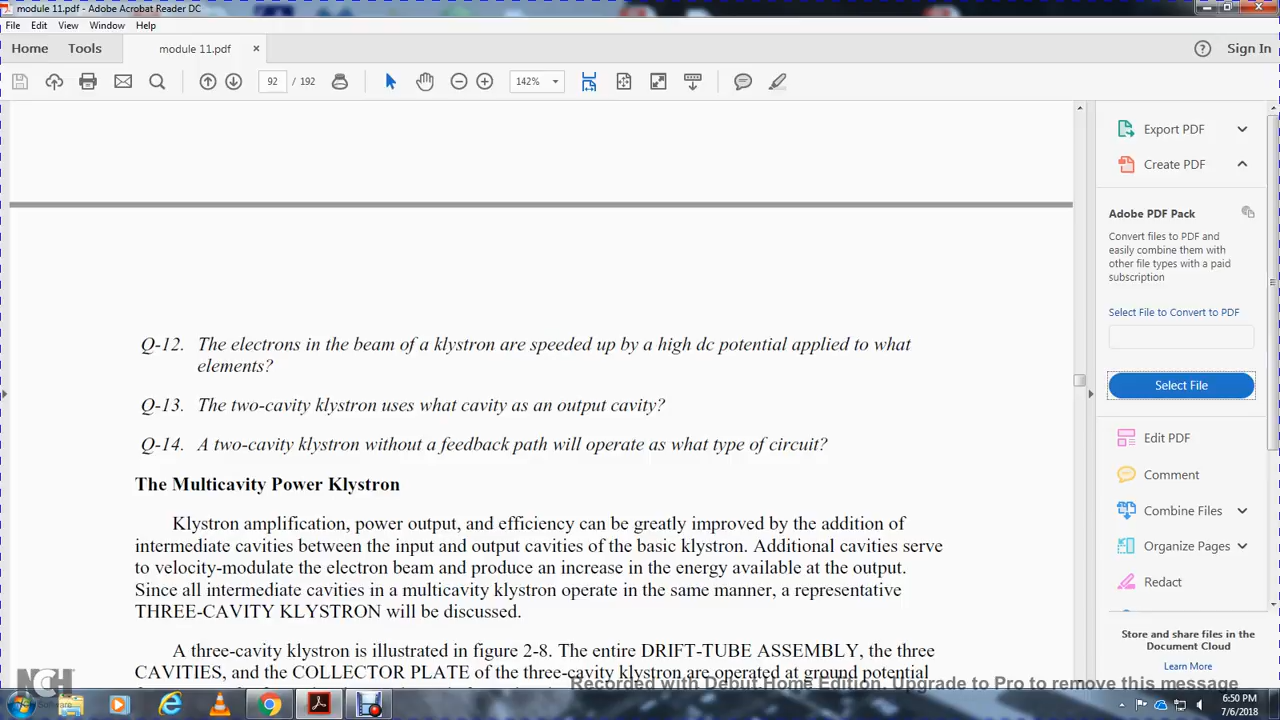 module 11.pdf - Adobe Acrobat Reader DC
File Edit View Window Help
Home Tools module 11.pdf × Sign In
92 / 192 142%
Export PDF
Create PDF
Adobe PDF Pack
Convert files to PDF and
easily combine them with
other file types with a paid
subscription
Select File to Convert to PDF
Select File
Edit PDF
Comment
Combine Files
Organize Pages
Redact
Store and share files in the
Document Cloud
Learn More
Q-12. The electrons in the beam of a klystron are speeded up by a high dc potential applied to what
elements?
Q-13. The two-cavity klystron uses what cavity as an output cavity?
Q-14. A two-cavity klystron without a feedback path will operate as what type of circuit?
The Multicavity Power Klystron
Klystron amplification, power output, and efficiency can be greatly improved by the addition of
intermediate cavities between the input and output cavities of the basic klystron. Additional cavities serve
to velocity-modulate the electron beam and produce an increase in the energy available at the output.
Since all intermediate cavities in a multicavity klystron operate in the same manner, a representative
THREE-CAVITY KLYSTRON will be discussed.
A three-cavity klystron is illustrated in figure 2-8. The entire DRIFT-TUBE ASSEMBLY, the three
CAVITIES, and the COLLECTOR PLATE of the three-cavity klystron are operated at ground potential
Recorded with Debut Home Edition. Upgrade to Pro to remove this message
NCH
Software
6:50 PM
7/6/2018